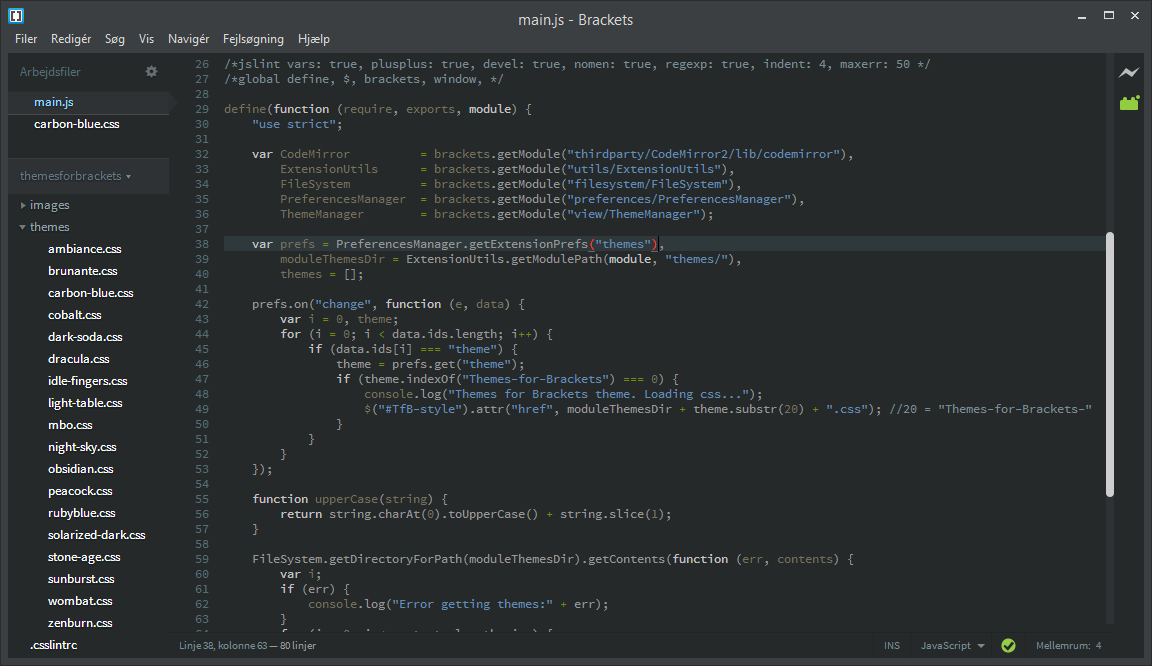 main.js - Brackets
Filer Redigér Søg Vis Navigér Fejlsøgning Hjælp
Arbejdsfiler
main.js
carbon-blue.css
themesforbrackets
images
themes
ambiance.css
brunante.css
carbon-blue.css
cobalt.css
dark-soda.css
dracula.css
idle-fingers.css
light-table.css
mbo.css
night-sky.css
obsidian.css
peacock.css
rubyblue.css
solarized-dark.css
stone-age.css
sunburst.css
wombat.css
zenburn.css
.csslintrc
26 /*jslint vars: true, plusplus: true, devel: true, nomen: true, regexp: true, indent: 4, maxerr: 50 */
27 /*global define, $, brackets, window, */
28
29 define(function (require, exports, module) {
30     "use strict";
31
32     var CodeMirror          = brackets.getModule("thirdparty/CodeMirror2/lib/codemirror"),
33         ExtensionUtils      = brackets.getModule("utils/ExtensionUtils"),
34         FileSystem          = brackets.getModule("filesystem/FileSystem"),
35         PreferencesManager  = brackets.getModule("preferences/PreferencesManager"),
36         ThemeManager        = brackets.getModule("view/ThemeManager");
37
38     var prefs = PreferencesManager.getExtensionPrefs("themes"),
39         moduleThemesDir = ExtensionUtils.getModulePath(module, "themes/"),
40         themes = [];
41
42     prefs.on("change", function (e, data) {
43         var i = 0, theme;
44         for (i = 0; i < data.ids.length; i++) {
45             if (data.ids[i] === "theme") {
46                 theme = prefs.get("theme");
47                 if (theme.indexOf("Themes-for-Brackets") === 0) {
48                     console.log("Themes for Brackets theme. Loading css...");
49                     $("#TfB-style").attr("href", moduleThemesDir + theme.substr(20) + ".css"); //20 = "Themes-for-Brackets-"
50                 }
51             }
52         }
53     });
54
55     function upperCase(string) {
56         return string.charAt(0).toUpperCase() + string.slice(1);
57     }
58
59     FileSystem.getDirectoryForPath(moduleThemesDir).getContents(function (err, contents) {
60         var i;
61         if (err) {
62             console.log("Error getting themes:" + err);
63         }
Linje 38, kolonne 63 — 80 linjer INS JavaScript Mellemrum: 4